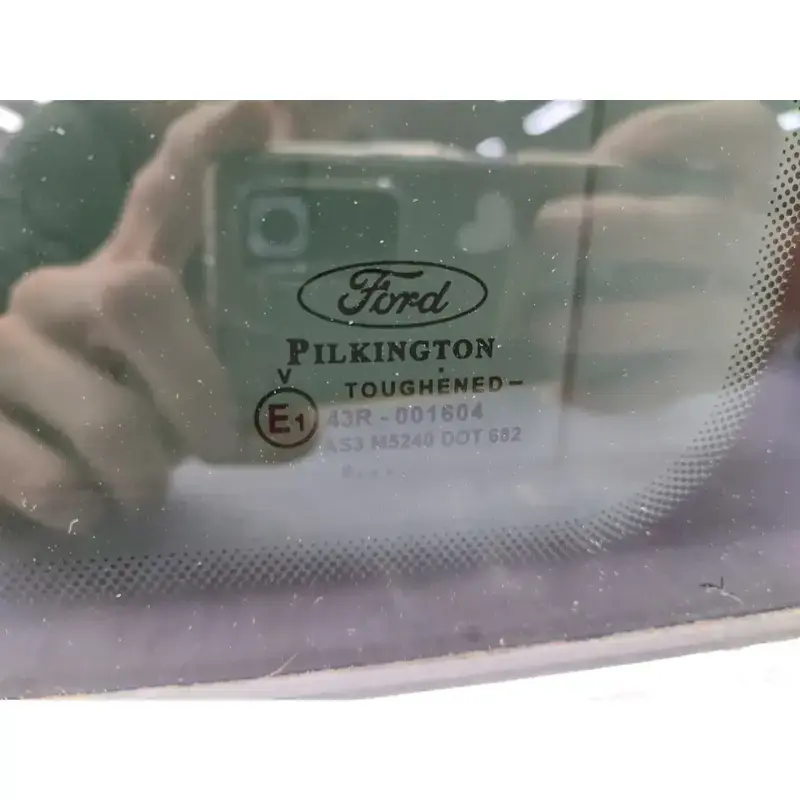 Ford
PILKINGTON
V
TOUGHENED -
E1 43R - 001604
AS3 M5240 DOT 682